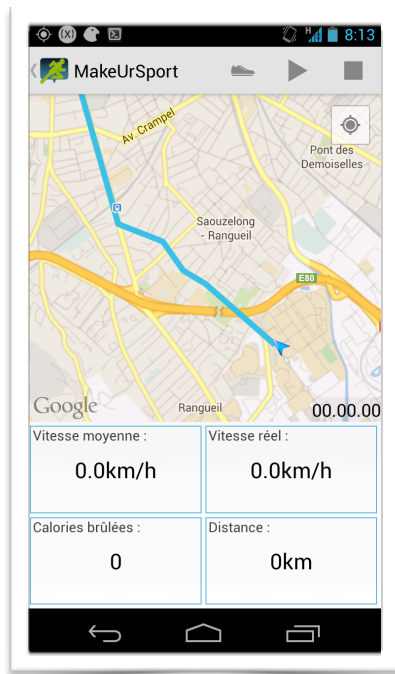 (x) H 8:13
MakeUrSport
Av. Crampel
Pont des
Demoiselles
Saouzelong
- Rangueil
E80
Google
Rangueil
00.00.00
Vitesse moyenne :
Vitesse réel :
0.0km/h
0.0km/h
Calories brûlées :
Distance :
0
0km